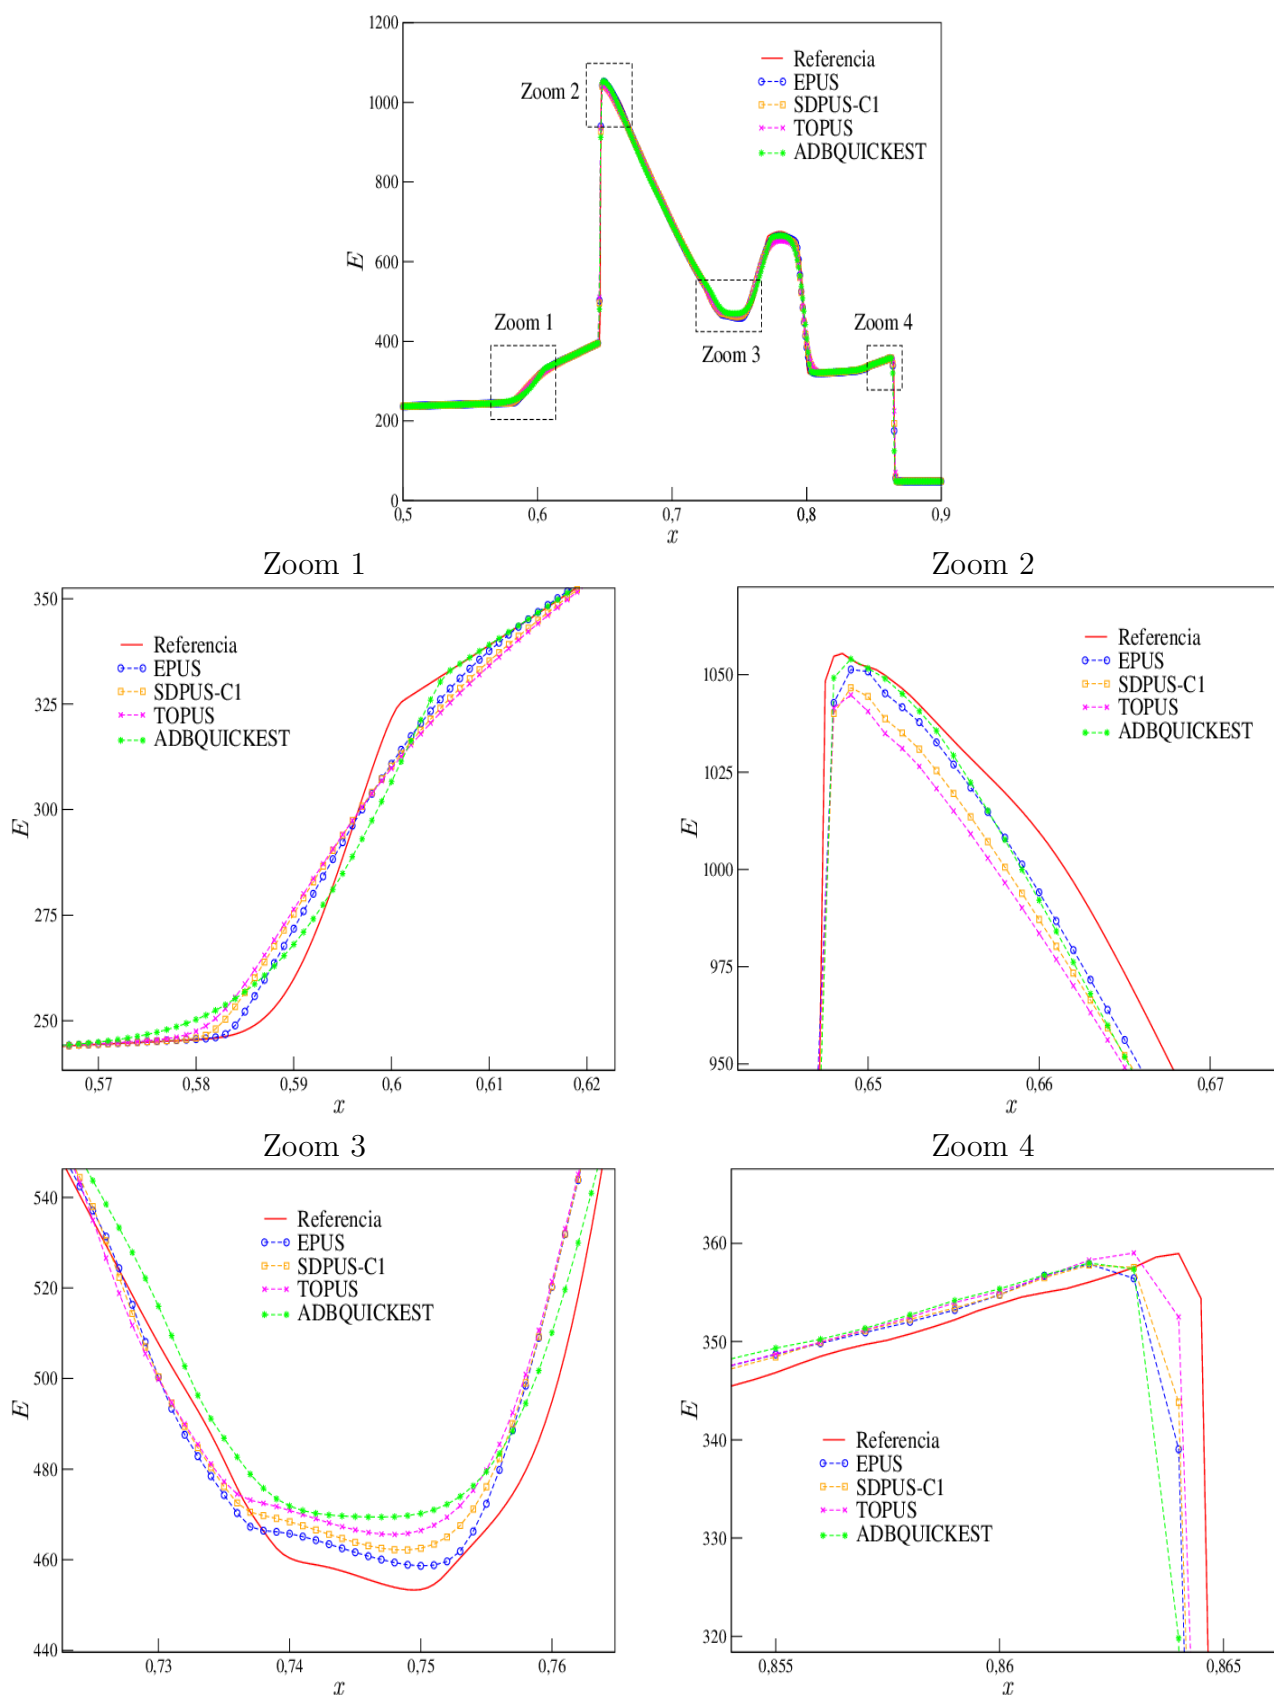 1200
1000
800
600
400
200
0
E
Referencia
EPUS
SDPUS-C1
TOPUS
ADBQUICKEST
Zoom 2
Zoom 1
Zoom 3
Zoom 4
0,5 0,6 0,7 0,8 0,9
x
Zoom 1
350
325
300
275
250
E
Referencia
EPUS
SDPUS-C1
TOPUS
ADBQUICKEST
0,57 0,58 0,59 0,6 0,61 0,62
x
Zoom 2
1050
1025
1000
975
950
E
Referencia
EPUS
SDPUS-C1
TOPUS
ADBQUICKEST
0,65 0,66 0,67
x
Zoom 3
540
520
500
480
460
440
E
Referencia
EPUS
SDPUS-C1
TOPUS
ADBQUICKEST
0,73 0,74 0,75 0,76
x
Zoom 4
360
350
340
330
320
E
Referencia
EPUS
SDPUS-C1
TOPUS
ADBQUICKEST
0,855 0,86 0,865
x